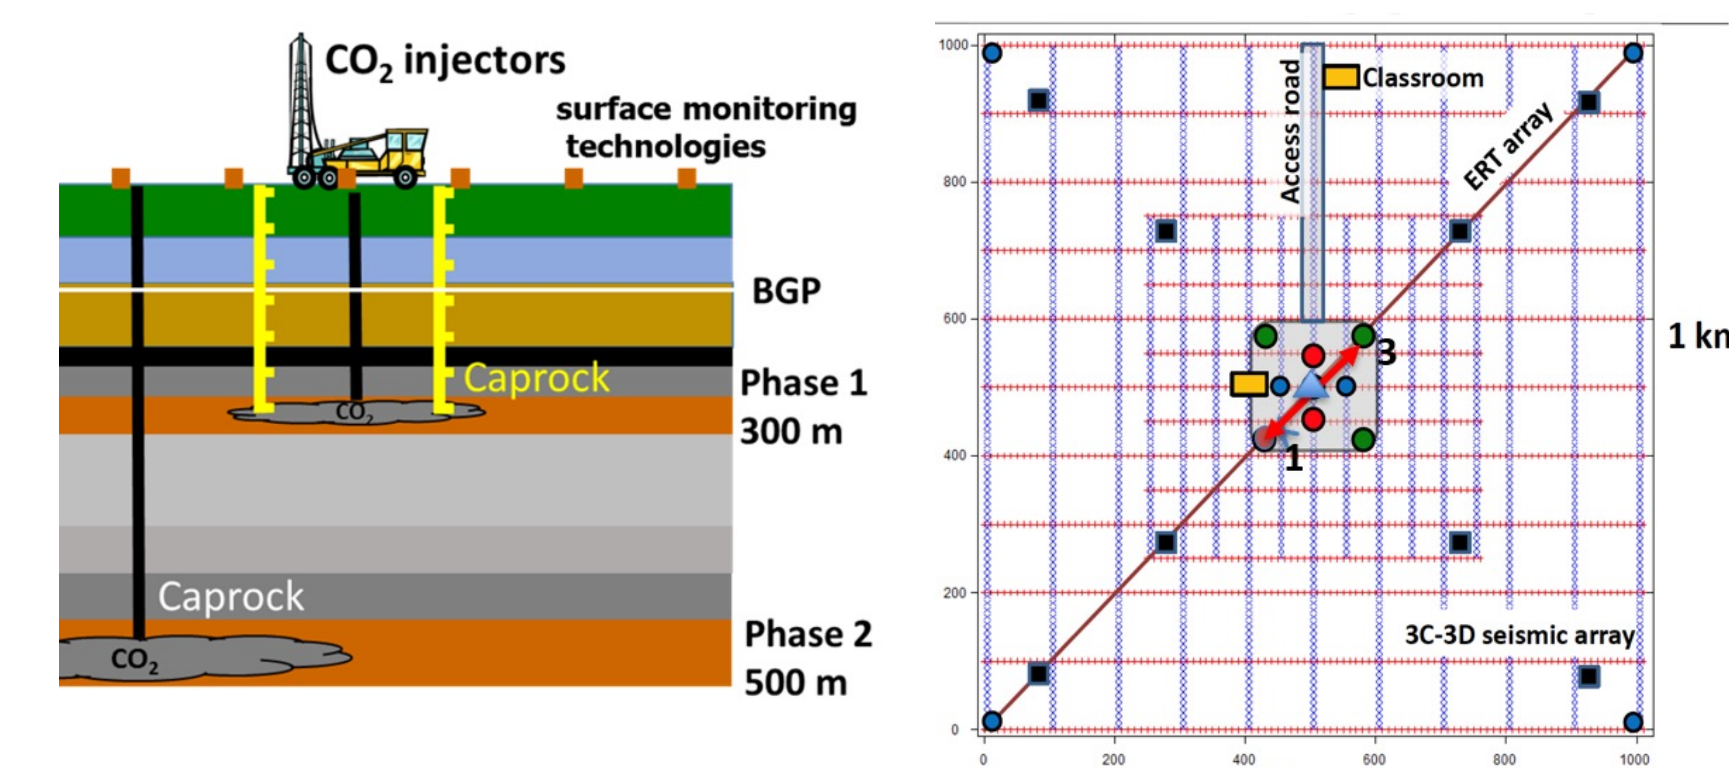 CO2 injectors
surface monitoring
technologies
BGP
Caprock
Phase 1
300 m
CO2
Caprock
CO2
Phase 2
500 m
1000
800
600
400
200
0
0
200
400
600
800
1000
Access road
Classroom
ERT array
3
1
3C-3D seismic array
1 km